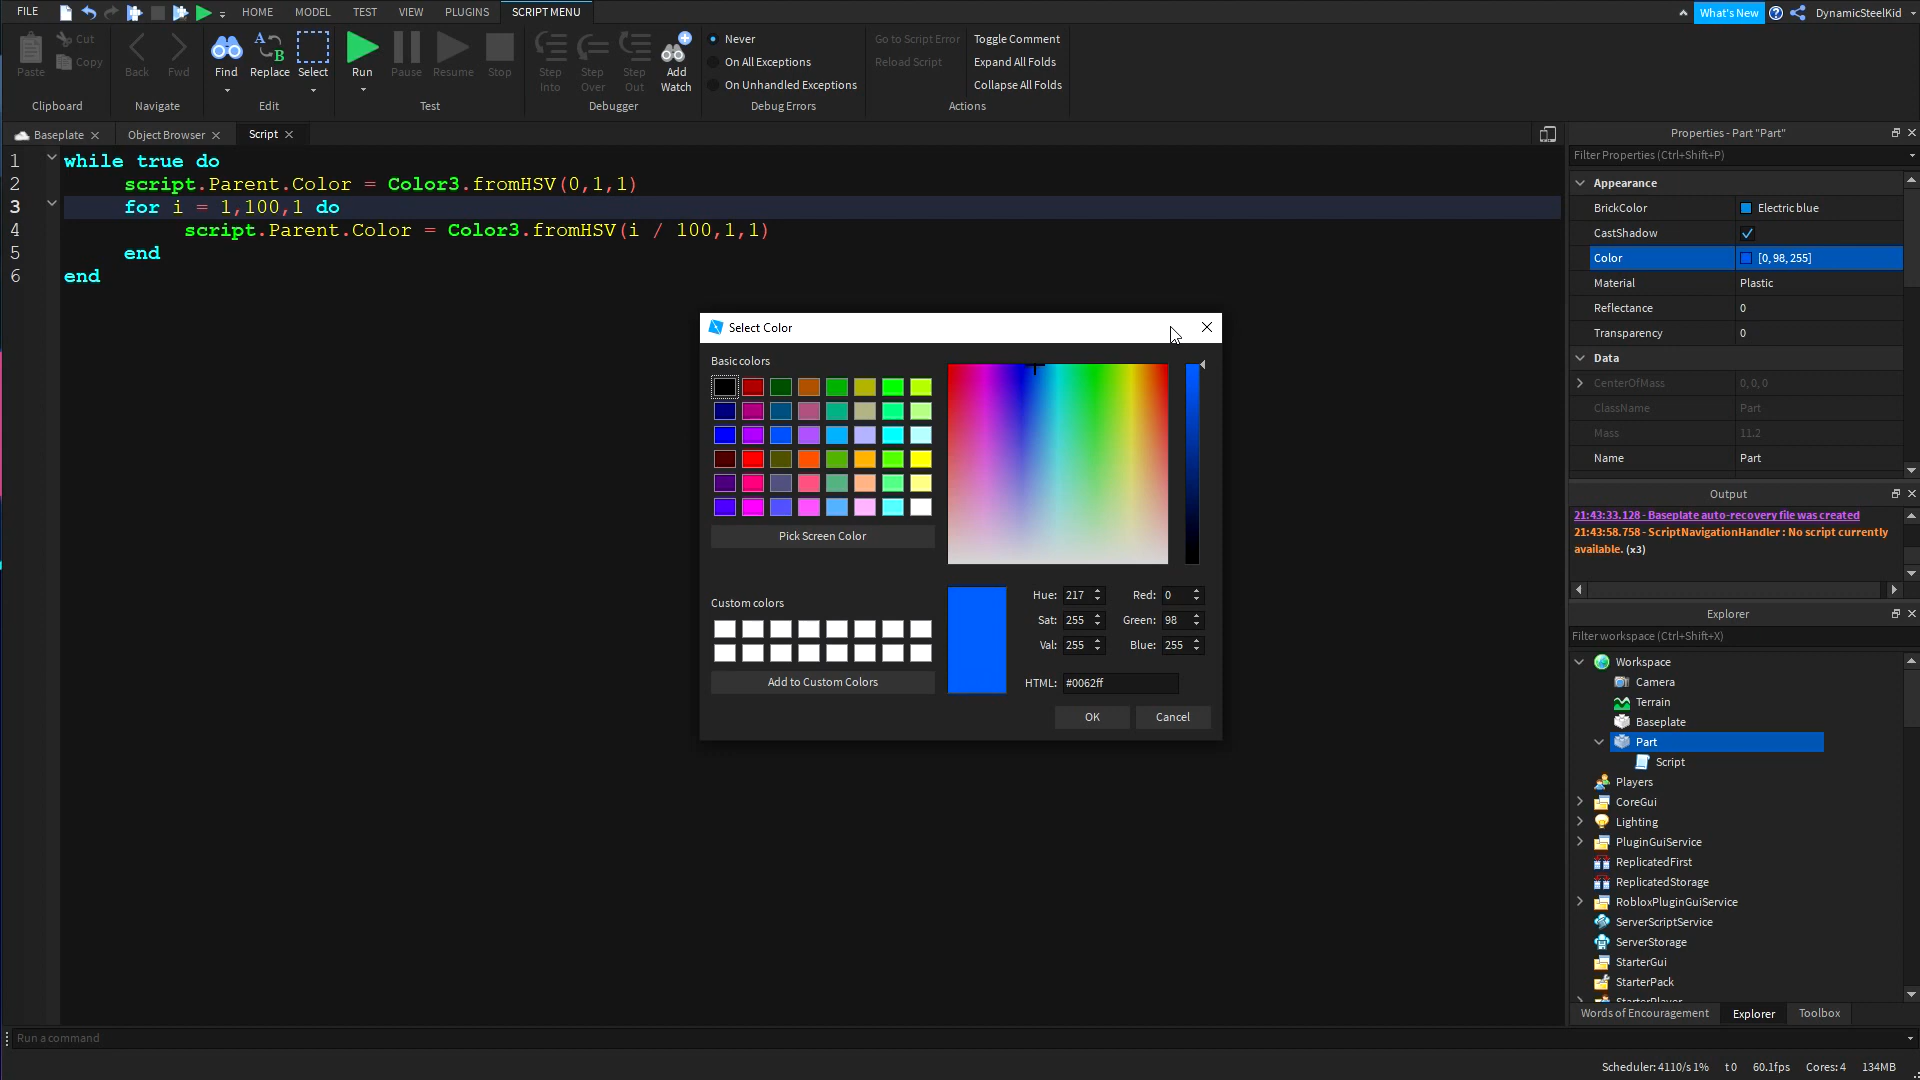 FILE HOME MODEL TEST VIEW PLUGINS SCRIPT MENU What's New DynamicSteelKid
Paste Cut Copy Back Fwd Find Replace Select Run Pause Resume Stop Step Into Step Over Step Out Add Watch
Never
On All Exceptions
On Unhandled Exceptions
Go to Script Error
Reload Script
Toggle Comment
Expand All Folds
Collapse All Folds
Clipboard Navigate Edit Test Debugger Debug Errors Actions
Baseplate Object Browser Script
1 while true do
2 script.Parent.Color = Color3.fromHSV(0,1,1)
3 for i = 1,100,1 do
4 script.Parent.Color = Color3.fromHSV(i / 100,1,1)
5 end
6 end
Select Color
Basic colors
Pick Screen Color
Custom colors
Add to Custom Colors
Hue: 217 Red: 0
Sat: 255 Green: 98
Val: 255 Blue: 255
HTML: #0062ff
OK Cancel
Properties - Part "Part"
Filter Properties (Ctrl+Shift+P)
Appearance
BrickColor Electric blue
CastShadow
Color [0, 98, 255]
Material Plastic
Reflectance 0
Transparency 0
Data
CenterOfMass 0, 0, 0
ClassName Part
Mass 11.2
Name Part
Output
21:43:33.128 - Baseplate auto-recovery file was created
21:43:58.758 - ScriptNavigationHandler : No script currently
available. (x3)
Explorer
Filter workspace (Ctrl+Shift+X)
Workspace
Camera
Terrain
Baseplate
Part
Script
Players
CoreGui
Lighting
PluginGuiService
ReplicatedFirst
ReplicatedStorage
RobloxPluginGuiService
ServerScriptService
ServerStorage
StarterGui
StarterPack
StarterPlayer
Words of Encouragement Explorer Toolbox
Run a command
Scheduler: 4110/s 1% t 0 60.1fps Cores: 4 134MB